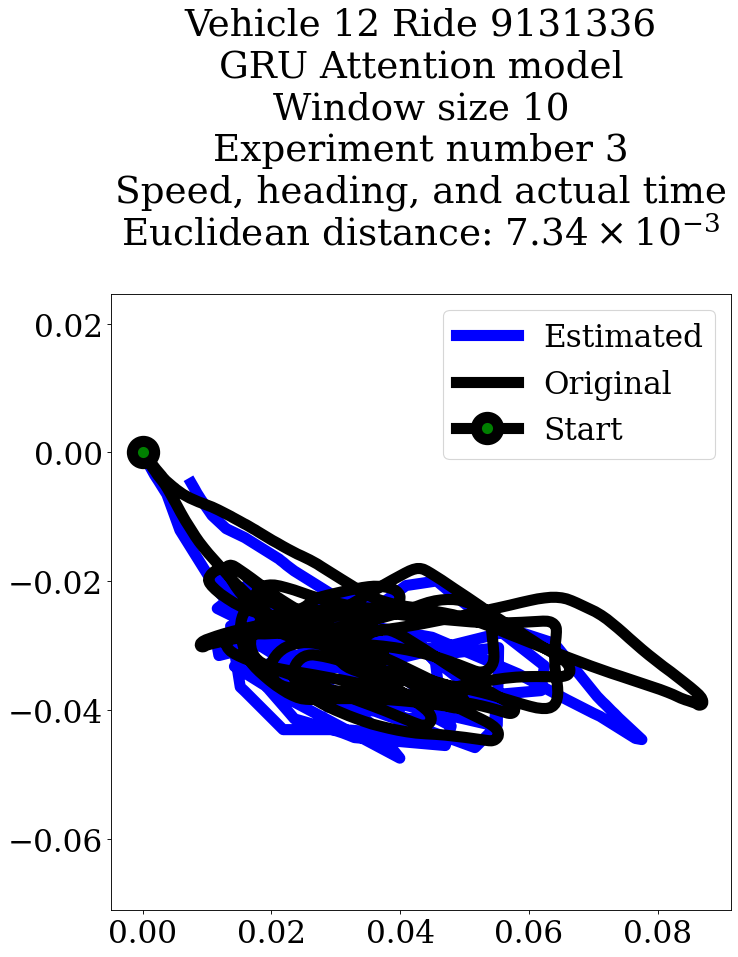 Vehicle 12 Ride 9131336
GRU Attention model
Window size 10
Experiment number 3
Speed, heading, and actual time
Euclidean distance: 7.34 × 10⁻³
Estimated
Original
Start
0.02
0.00
−0.02
−0.04
−0.06
0.00 0.02 0.04 0.06 0.08